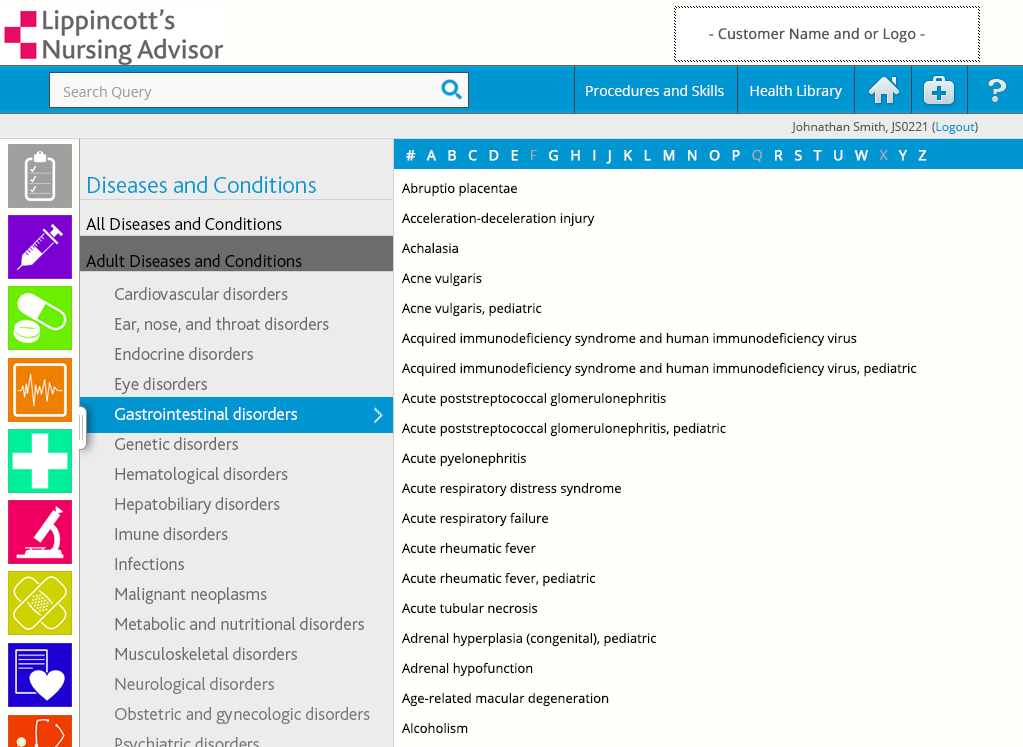 Lippincott's
Nursing Advisor
- Customer Name and or Logo -
Search Query
Procedures and Skills
Health Library
?
Johnathan Smith, JS0221 (Logout)
# A B C D E F G H I J K L M N O P Q R S T U W X Y Z
Diseases and Conditions
All Diseases and Conditions
Adult Diseases and Conditions
Cardiovascular disorders
Ear, nose, and throat disorders
Endocrine disorders
Eye disorders
Gastrointestinal disorders
Genetic disorders
Hematological disorders
Hepatobiliary disorders
Imune disorders
Infections
Malignant neoplasms
Metabolic and nutritional disorders
Musculoskeletal disorders
Neurological disorders
Obstetric and gynecologic disorders
Psychiatric disorders
Abruptio placentae
Acceleration-deceleration injury
Achalasia
Acne vulgaris
Acne vulgaris, pediatric
Acquired immunodeficiency syndrome and human immunodeficiency virus
Acquired immunodeficiency syndrome and human immunodeficiency virus, pediatric
Acute poststreptococcal glomerulonephritis
Acute poststreptococcal glomerulonephritis, pediatric
Acute pyelonephritis
Acute respiratory distress syndrome
Acute respiratory failure
Acute rheumatic fever
Acute rheumatic fever, pediatric
Acute tubular necrosis
Adrenal hyperplasia (congenital), pediatric
Adrenal hypofunction
Age-related macular degeneration
Alcoholism